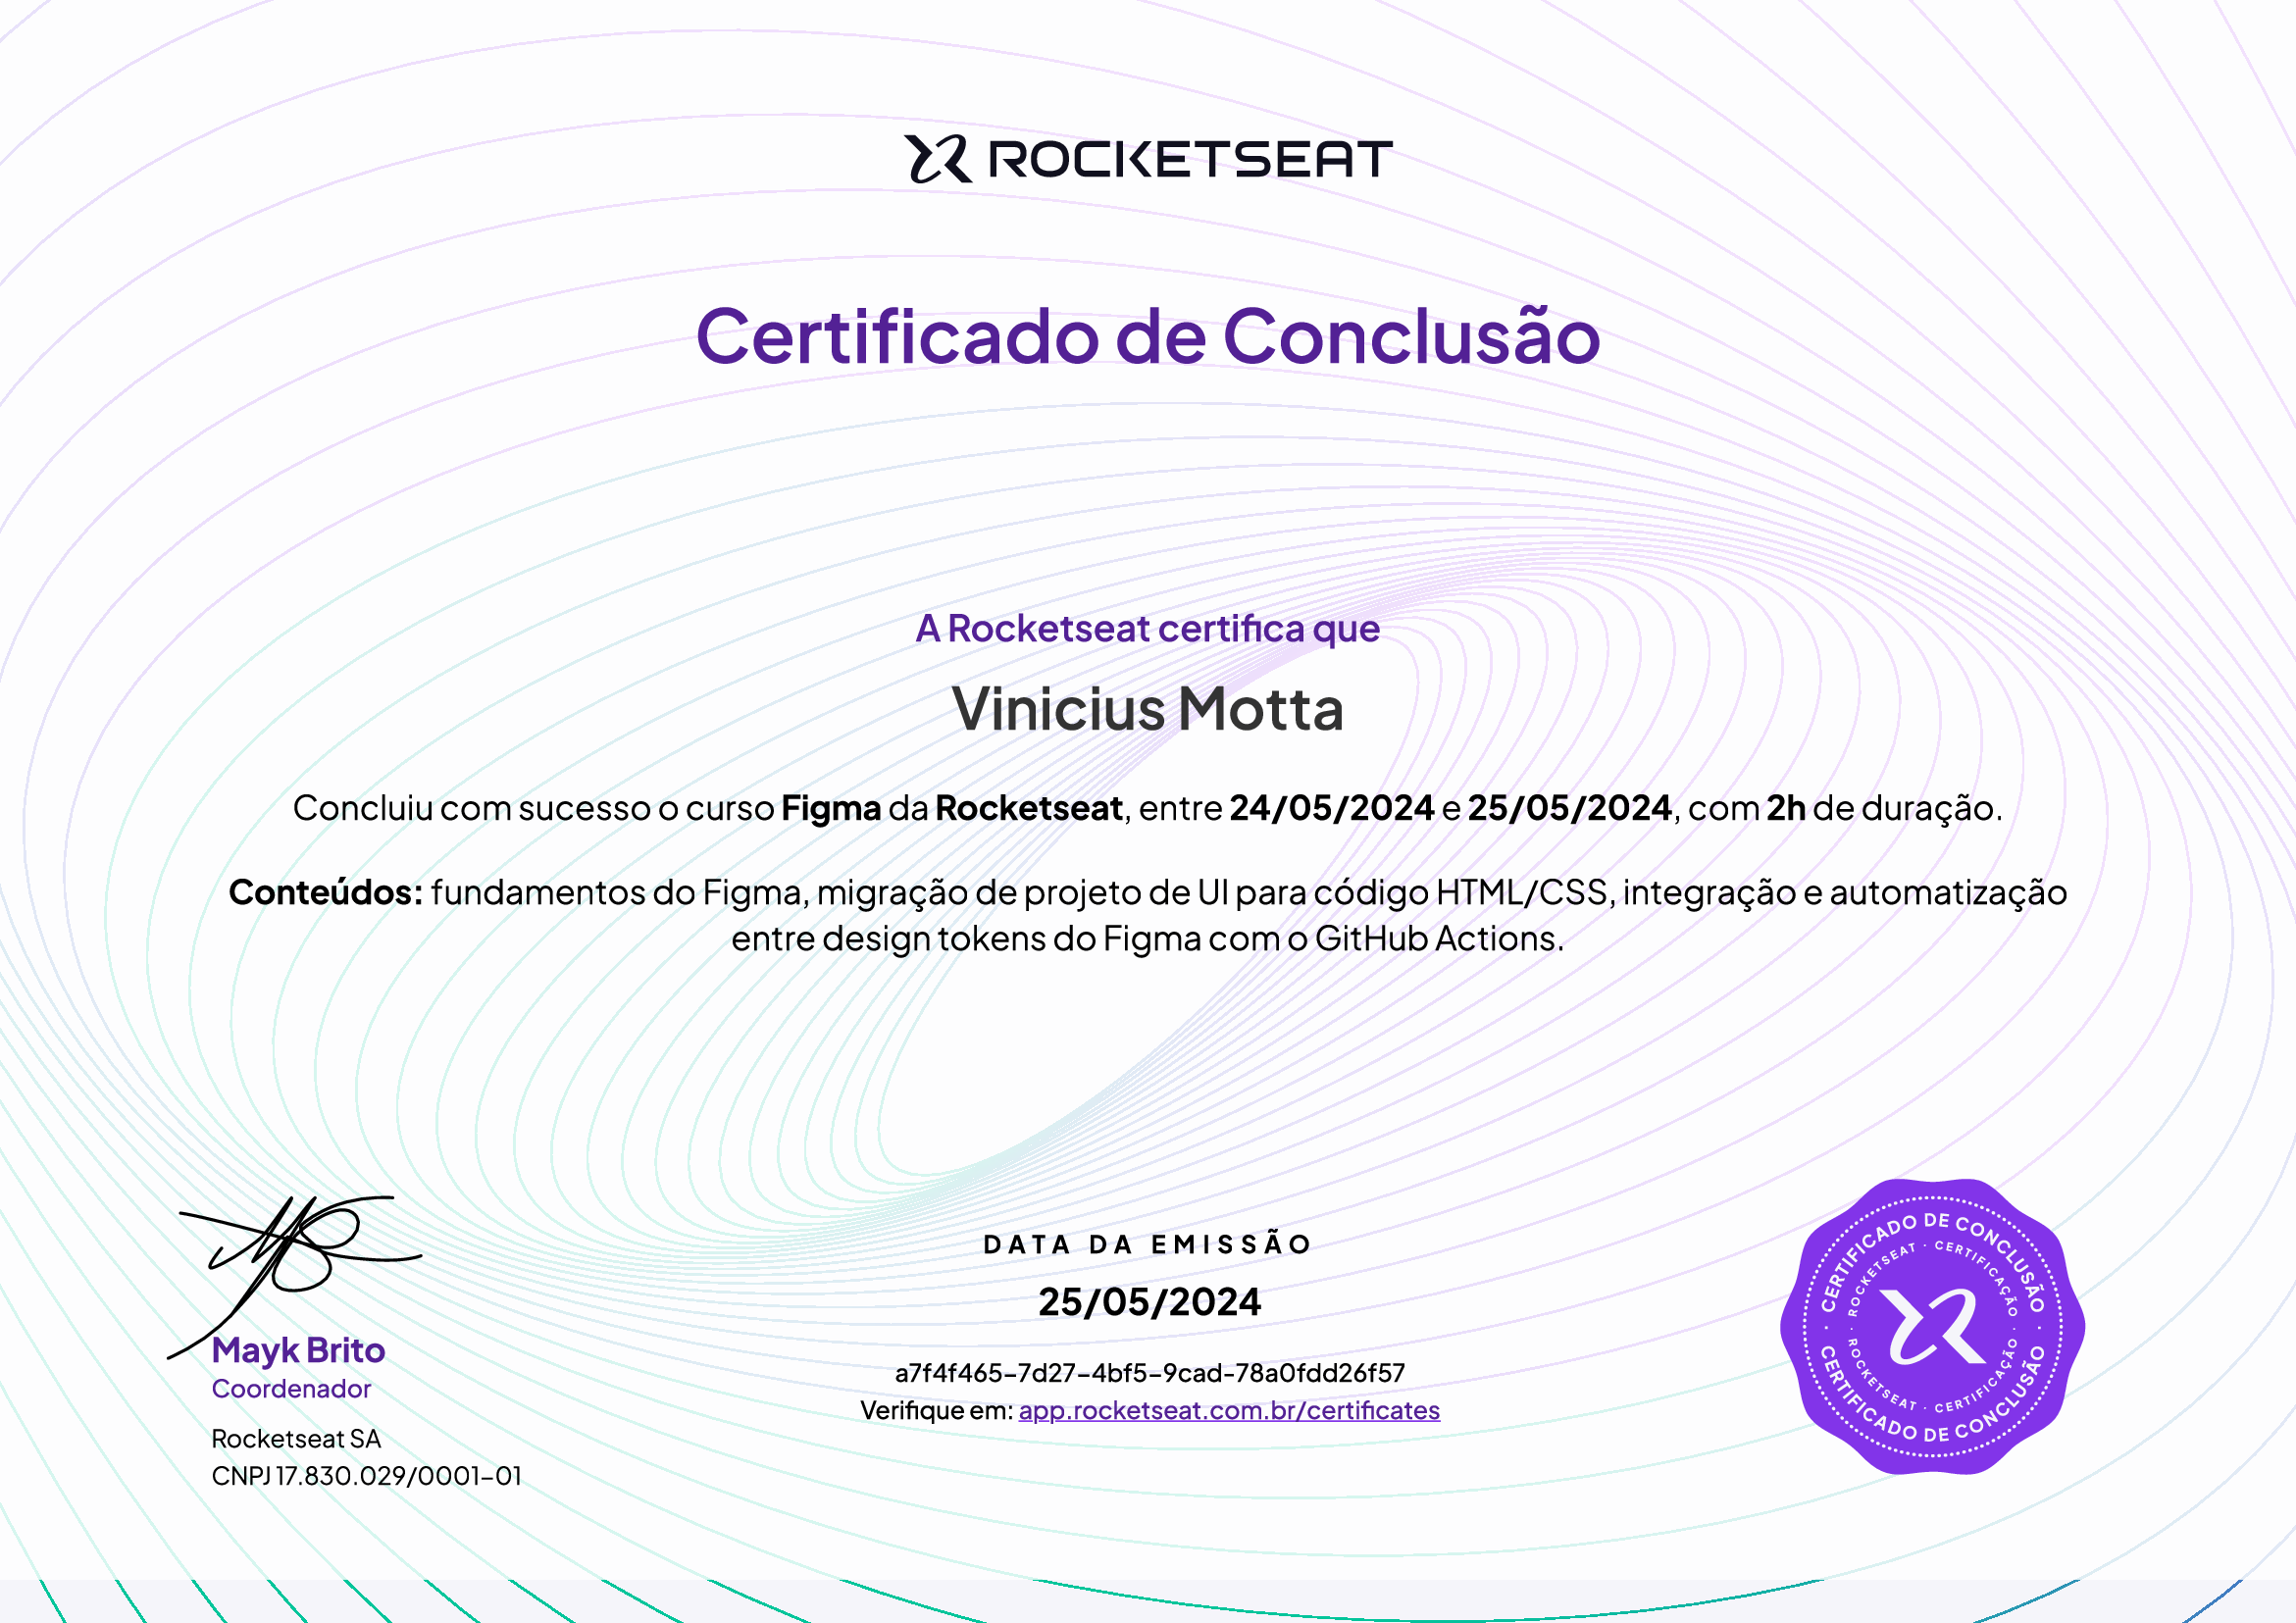 ROCKETSEAT
Certificado de Conclusão
A Rocketseat certifica que
Vinicius Motta
Concluiu com sucesso o curso Figma da Rocketseat, entre 24/05/2024 e 25/05/2024, com 2h de duração.
Conteúdos: fundamentos do Figma, migração de projeto de UI para código HTML/CSS, integração e automatização
entre design tokens do Figma com o GitHub Actions.
Mayk Brito
Coordenador
Rocketseat SA
CNPJ 17.830.029/0001-01
DATA DA EMISSÃO
25/05/2024
a7f4f465-7d27-4bf5-9cad-78a0fdd26f57
Verifique em: app.rocketseat.com.br/certificates
CERTIFICADO DE CONCLUSÃO
ROCKETSEAT · CERTIFICAÇÃO
ROCKETSEAT · CERTIFICAÇÃO
CERTIFICADO DE CONCLUSÃO